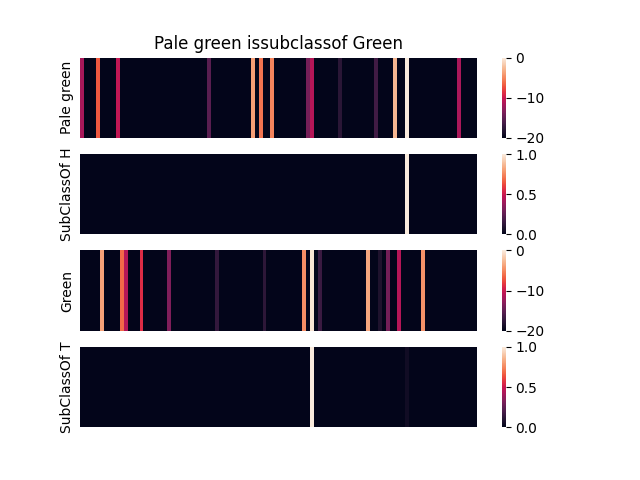 Pale green issubclassof Green
Pale green
0
−10
−20
SubClassOf H
1.0
0.5
0.0
Green
0
−10
−20
SubClassOf T
1.0
0.5
0.0